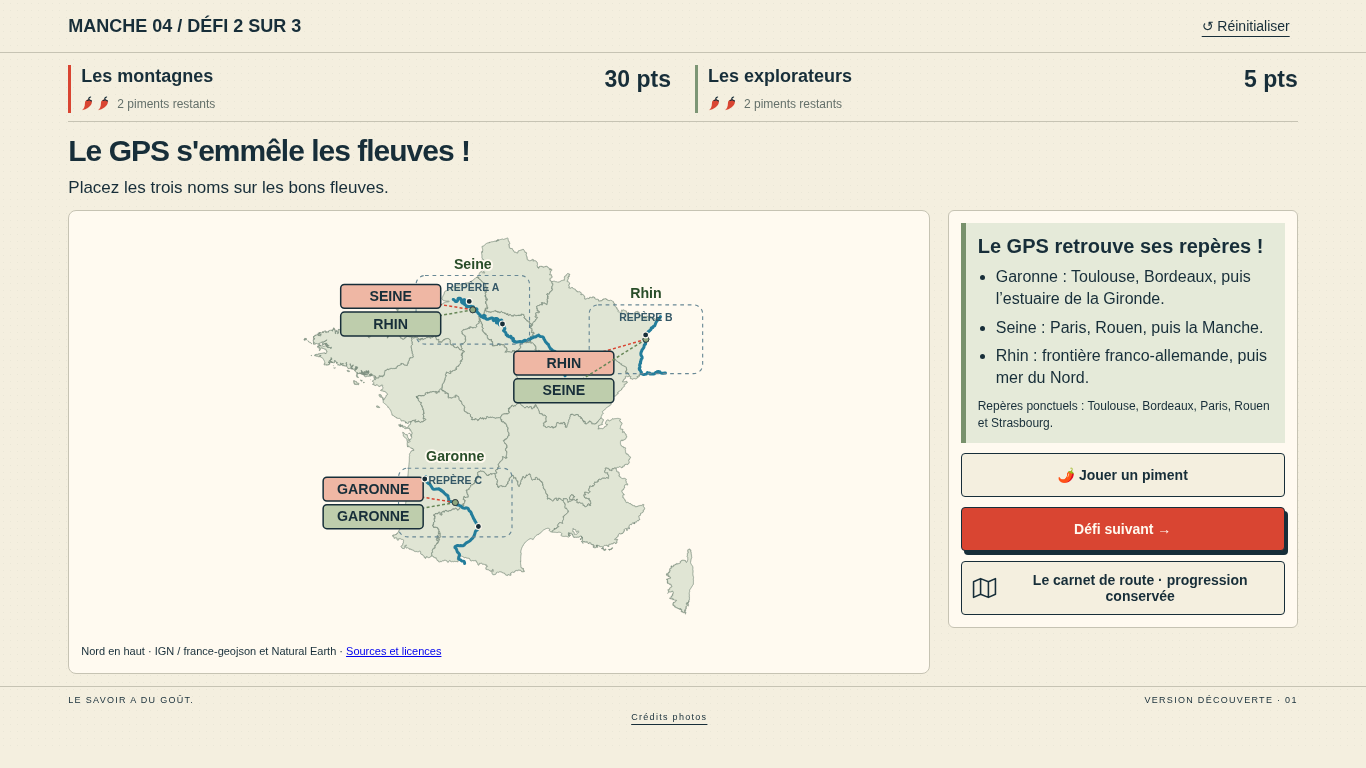 MANCHE 04 / DÉFI 2 SUR 3
↺ Réinitialiser
Les montagnes
30 pts
2 piments restants
Les explorateurs
5 pts
2 piments restants
Le GPS s'emmêle les fleuves !
Placez les trois noms sur les bons fleuves.
Seine
REPÈRE A
SEINE
RHIN
Rhin
REPÈRE B
RHIN
SEINE
Garonne
REPÈRE C
GARONNE
GARONNE
Nord en haut · IGN / france-geojson et Natural Earth · Sources et licences
Le GPS retrouve ses repères !
• Garonne : Toulouse, Bordeaux, puis
l'estuaire de la Gironde.
• Seine : Paris, Rouen, puis la Manche.
• Rhin : frontière franco-allemande, puis
mer du Nord.
Repères ponctuels : Toulouse, Bordeaux, Paris, Rouen
et Strasbourg.
🌶️ Jouer un piment
Défi suivant →
Le carnet de route · progression
conservée
LE SAVOIR A DU GOÛT.
VERSION DÉCOUVERTE · 01
Crédits photos